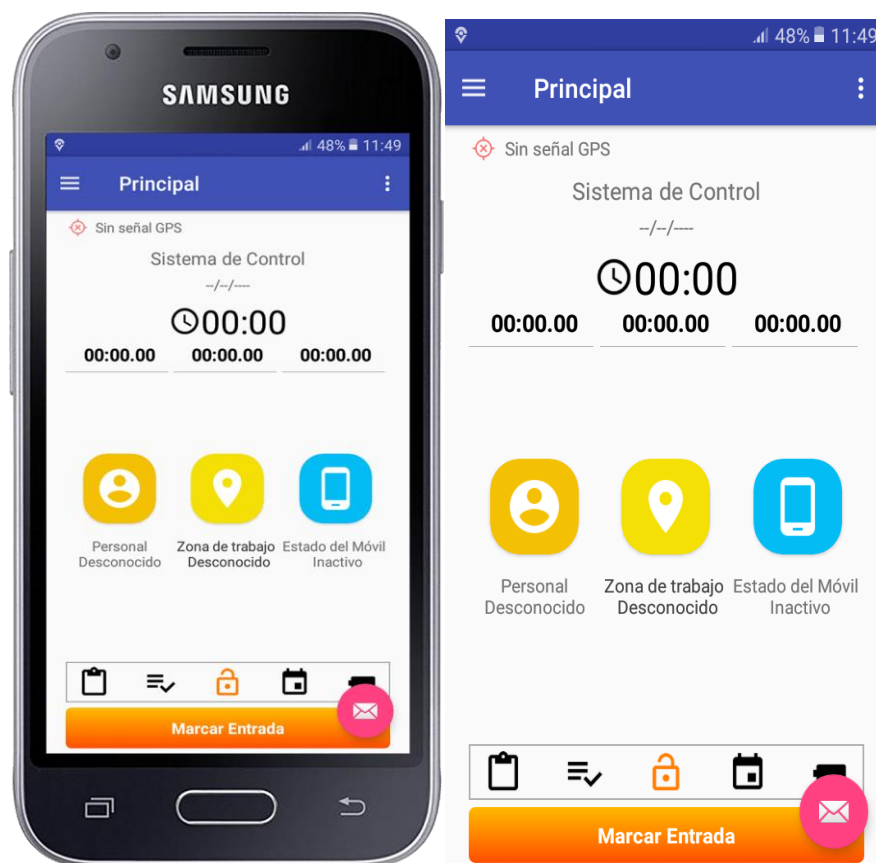 SAMSUNG
48% 11:49
Principal
Sin señal GPS
Sistema de Control
--/--/----
00:00
00:00.00 00:00.00 00:00.00
Personal Desconocido
Zona de trabajo Desconocido
Estado del Móvil Inactivo
Marcar Entrada
48% 11:49
Principal
Sin señal GPS
Sistema de Control
--/--/----
00:00
00:00.00 00:00.00 00:00.00
Personal Desconocido
Zona de trabajo Desconocido
Estado del Móvil Inactivo
Marcar Entrada